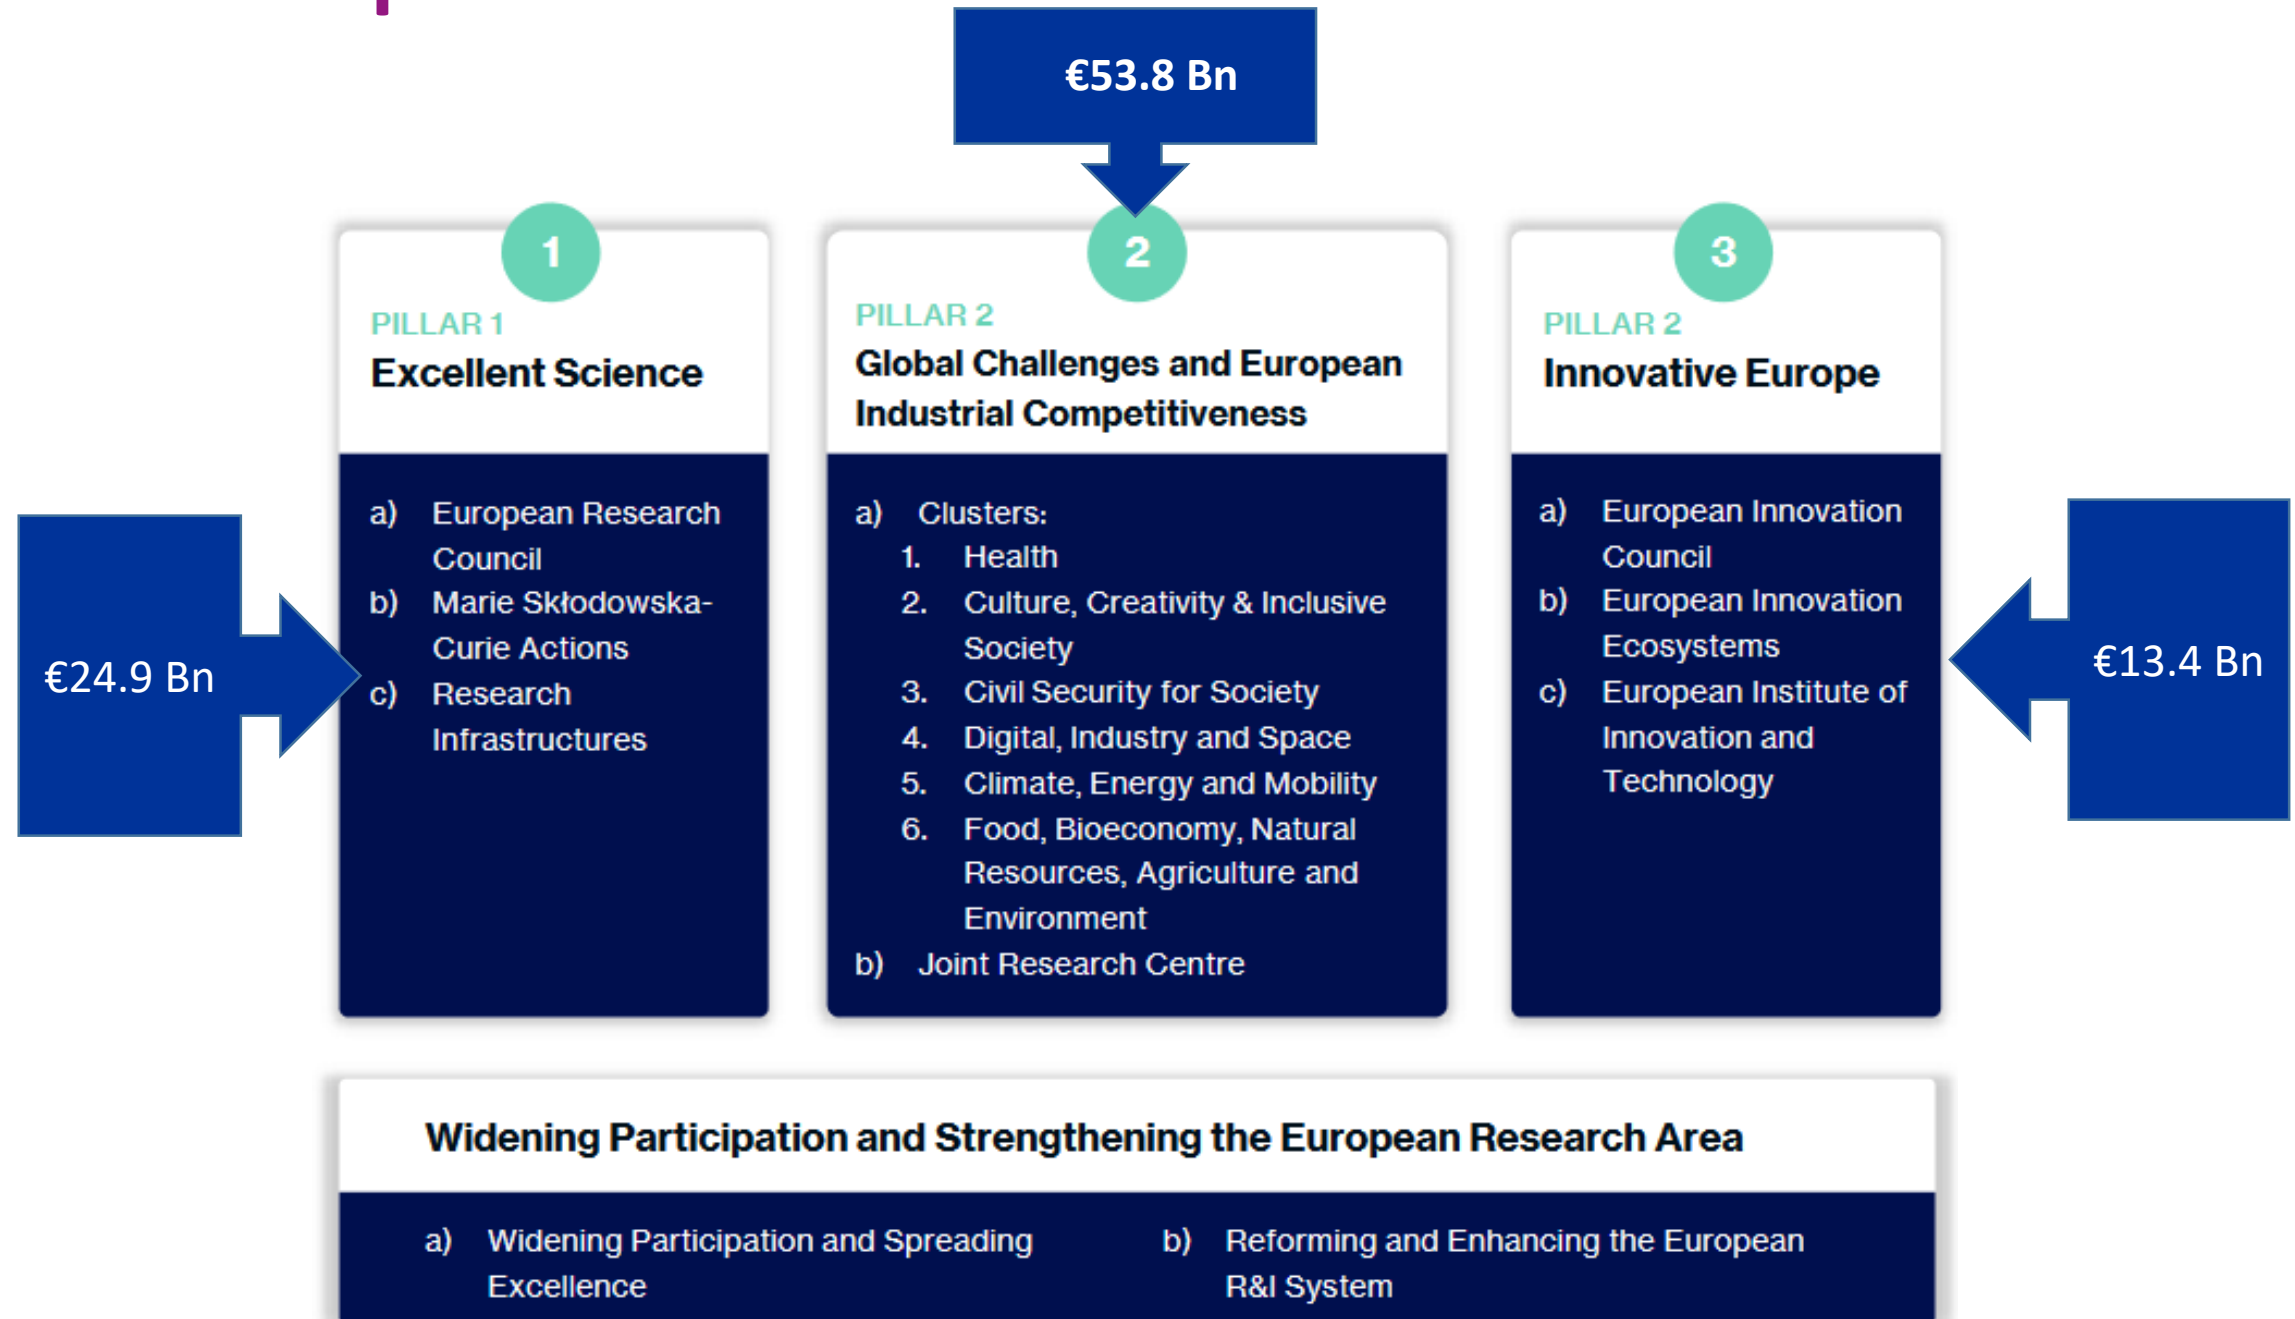 €53.8 Bn
1
PILLAR 1
Excellent Science
a) European Research
Council
b) Marie Skłodowska-
Curie Actions
c) Research
Infrastructures
€24.9 Bn
2
PILLAR 2
Global Challenges and European
Industrial Competitiveness
a) Clusters:
1. Health
2. Culture, Creativity & Inclusive
Society
3. Civil Security for Society
4. Digital, Industry and Space
5. Climate, Energy and Mobility
6. Food, Bioeconomy, Natural
Resources, Agriculture and
Environment
b) Joint Research Centre
3
PILLAR 2
Innovative Europe
a) European Innovation
Council
b) European Innovation
Ecosystems
c) European Institute of
Innovation and
Technology
€13.4 Bn
Widening Participation and Strengthening the European Research Area
a) Widening Participation and Spreading
Excellence
b) Reforming and Enhancing the European
R&I System